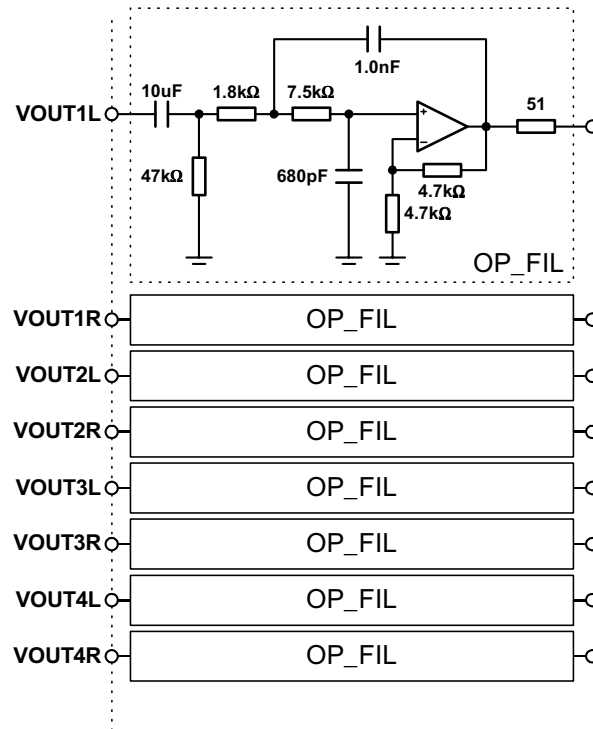 1.0nF
10uF 1.8kΩ 7.5kΩ 51
VOUT1L
+
−
47kΩ 680pF 4.7kΩ
4.7kΩ
OP_FIL
VOUT1R OP_FIL
VOUT2L OP_FIL
VOUT2R OP_FIL
VOUT3L OP_FIL
VOUT3R OP_FIL
VOUT4L OP_FIL
VOUT4R OP_FIL